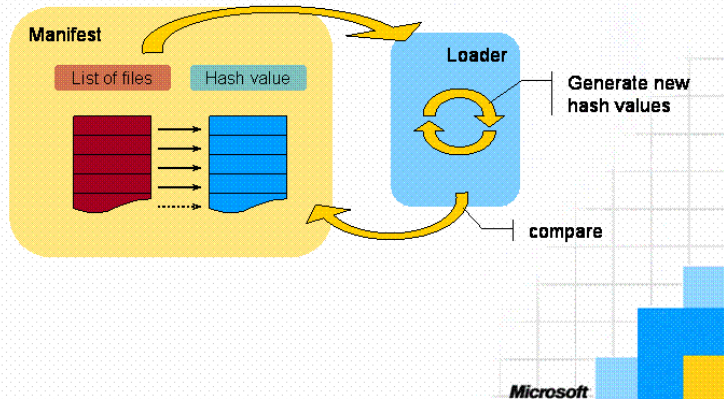 Manifest
List of files
Hash value
Loader
Generate new
hash values
compare
Microsoft